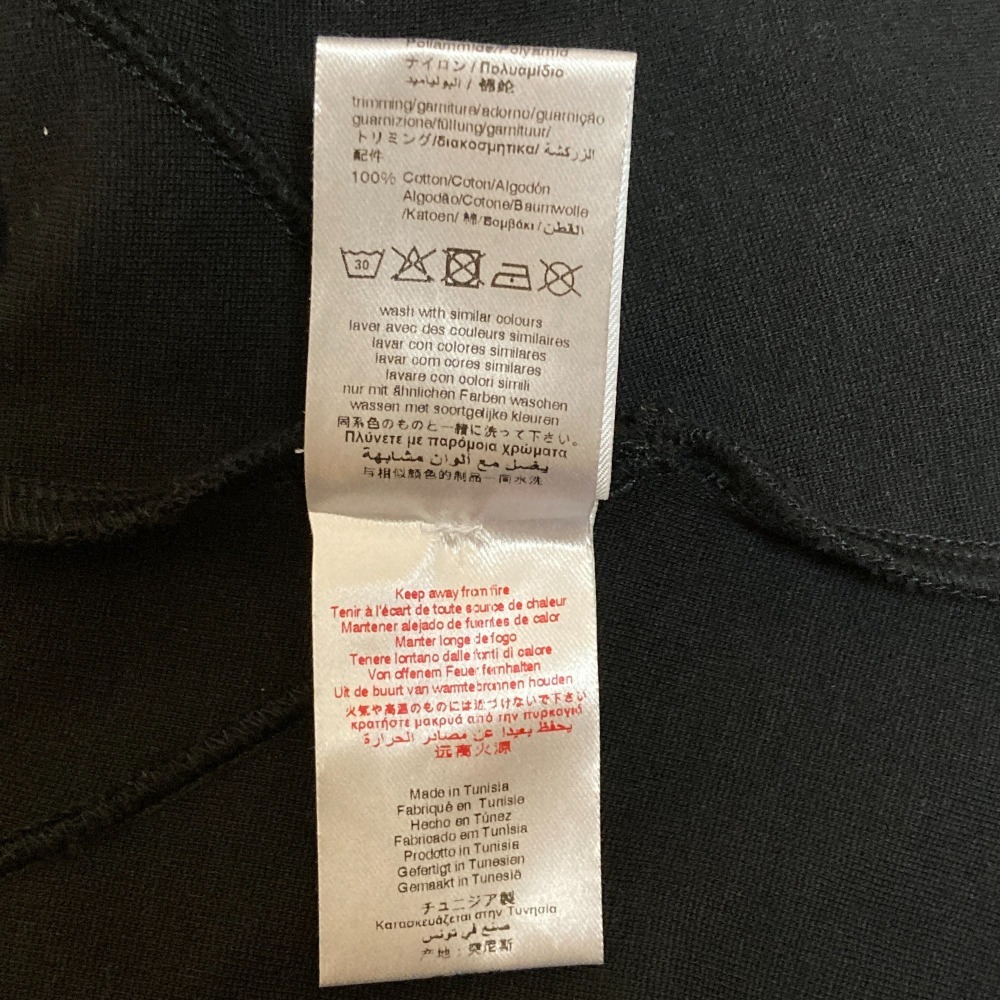 Poliammide/Polyamid
ナイロン/Πολυαμίδιο
البولياميد / 锦纶
trimming/garniture/adorno/guarnição
guarnizione/füllung/garnituur/
トリミング/διακοσμητικα/ الزركشة
配件
100% Cotton/Coton/Algodón
Algodão/Cotone/Baumwolle
/Katoen/ 綿/Βαμβάκι/القطن
30
wash with similar colours
laver avec des couleurs similaires
lavar con colores similares
lavar com cores similares
lavare con colori simili
nur mit ähnlichen Farben waschen
wassen met soortgelijke kleuren
同系色のものと一緒に洗って下さい。
Πλύνετε με παρόμοια χρώματα
يغسل مع ألوان مشابهة
与相似颜色的制品一同水洗
Keep away from fire
Tenir à l'écart de toute source de chaleur
Mantener alejado de fuentes de calor
Manter longe de fogo
Tenere lontano dalle fonti di calore
Von offenem Feuer fernhalten
Uit de buurt van warmtebronnen houden
火気や高温のものには近づけないで下さい
κρατήστε μακρυά από την πυρκαγιά
يحفظ بعيدا عن مصادر الحرارة
远离火源
Made in Tunisia
Fabriqué en Tunisie
Hecho en Túnez
Fabricado em Tunísia
Prodotto in Tunisia
Gefertigt in Tunesien
Gemaakt in Tunesië
チュニジア製
Κατασκευάζεται στην Τυνησία
صنع في تونس
产地：突尼斯